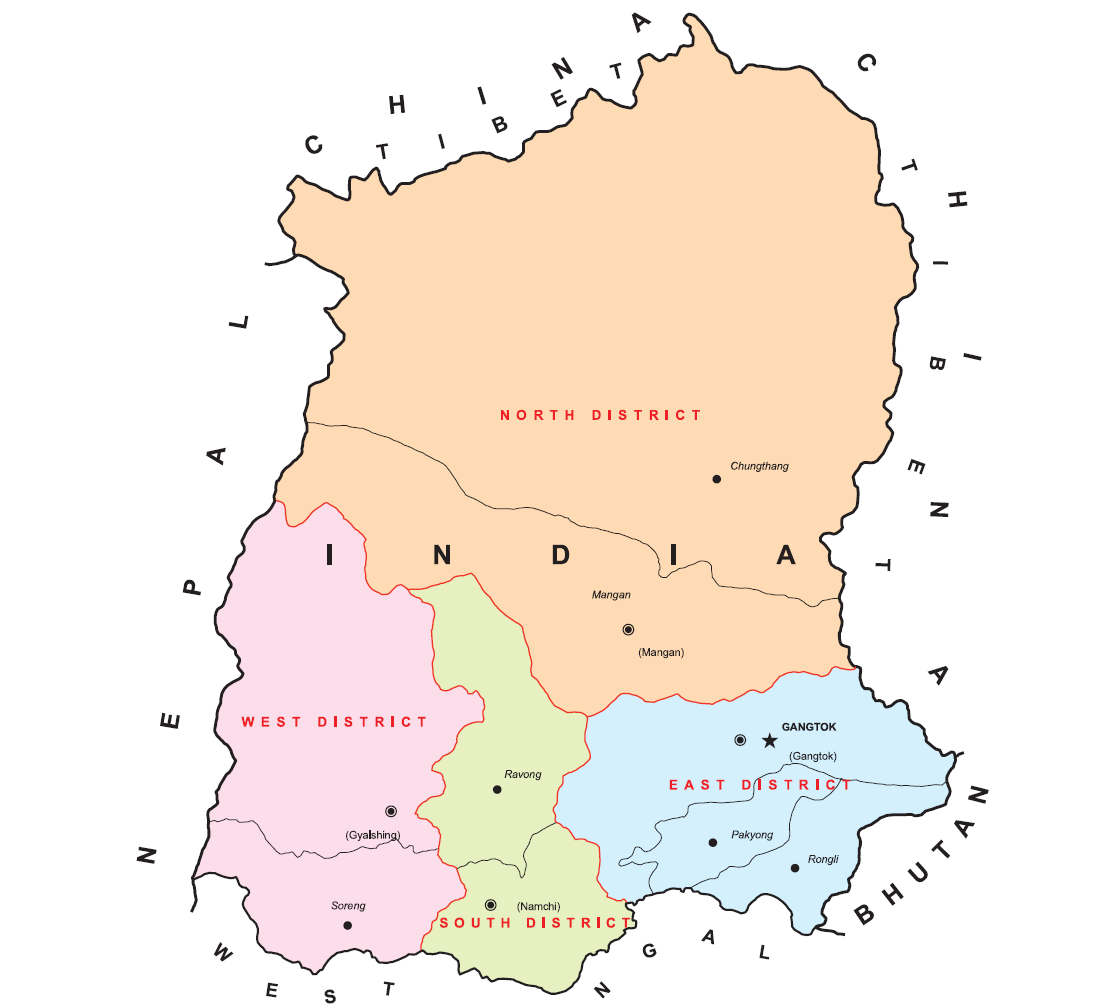 CHINA
TIBET
CHINA
TIBET
NEPAL
NORTH DISTRICT
Chungthang
INDIA
Mangan
(Mangan)
WEST DISTRICT
GANGTOK
(Gangtok)
EAST DISTRICT
Ravong
(Gyalshing)
Pakyong
Rongli
BHUTAN
Soreng
(Namchi)
SOUTH DISTRICT
WEST
NGAL